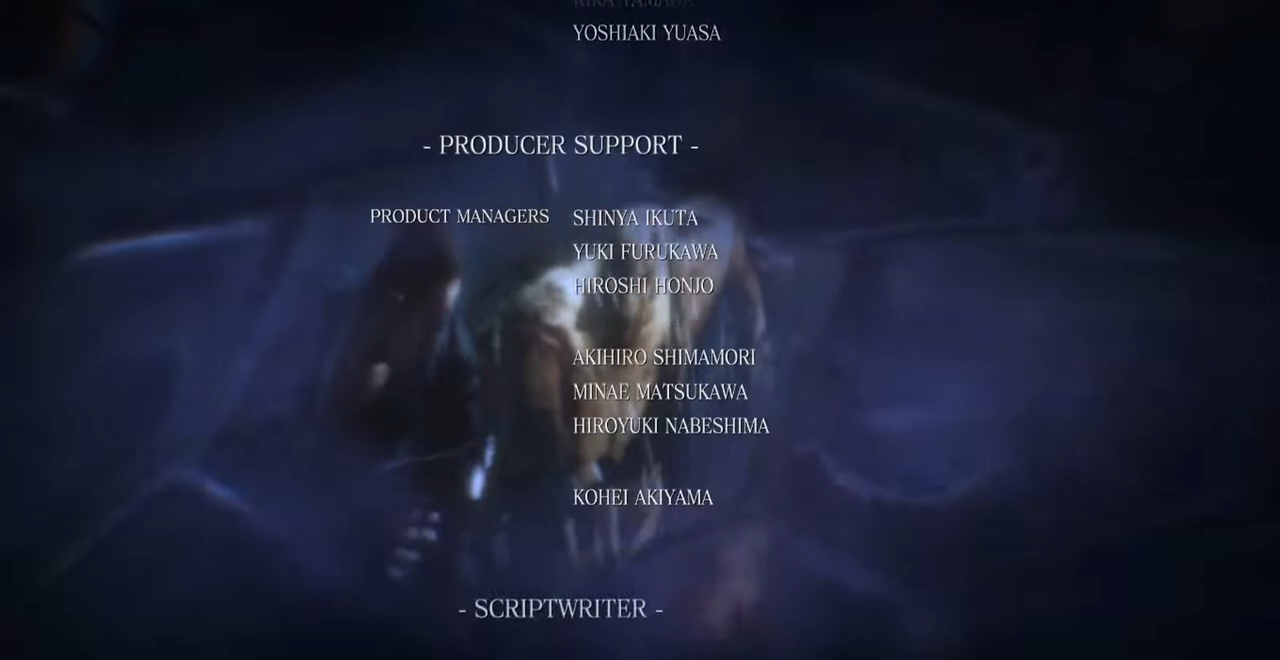 YOSHIAKI YUASA
- PRODUCER SUPPORT -
PRODUCT MANAGERS SHINYA IKUTA
YUKI FURUKAWA
HIROSHI HONJO
AKIHIRO SHIMAMORI
MINAE MATSUKAWA
HIROYUKI NABESHIMA
KOHEI AKIYAMA
- SCRIPTWRITER -